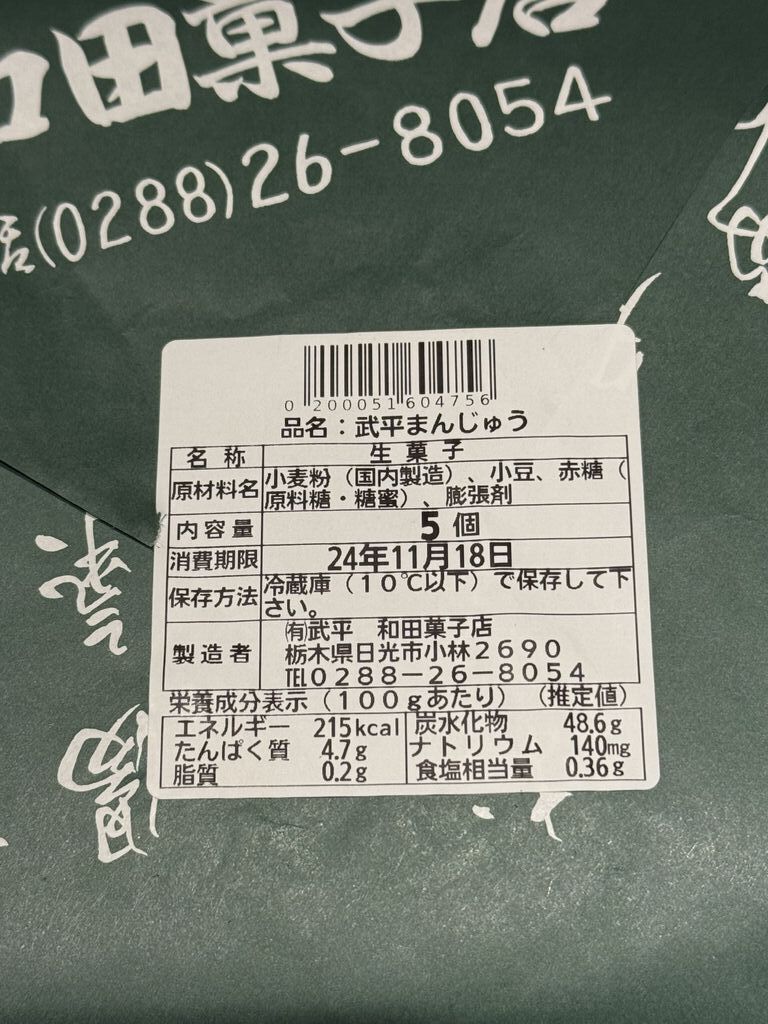 和田菓子店
(0288)26-8054
0 200051 604756
品名：武平まんじゅう
名称 生菓子
原材料名 小麦粉（国内製造）、小豆、赤糖（
原料糖・糖蜜）、膨張剤
内容量 5個
消費期限 24年11月18日
保存方法 冷蔵庫（１０℃以下）で保存して下
さい。
製造者 ㈲武平 和田菓子店
栃木県日光市小林２６９０
℡０２８８－２６－８０５４
栄養成分表示（１００ｇあたり）（推定値）
エネルギー 215kcal 炭水化物 48.6g
たんぱく質 4.7g ナトリウム 140mg
脂質 0.2g 食塩相当量 0.36g